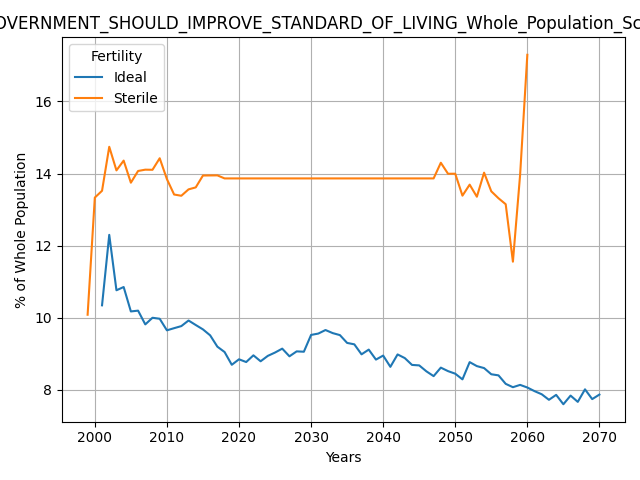 OVERNMENT_SHOULD_IMPROVE_STANDARD_OF_LIVING_Whole_Population_Sc
Fertility
Ideal
Sterile
% of Whole Population
16
14
12
10
8
2000 2010 2020 2030 2040 2050 2060 2070
Years